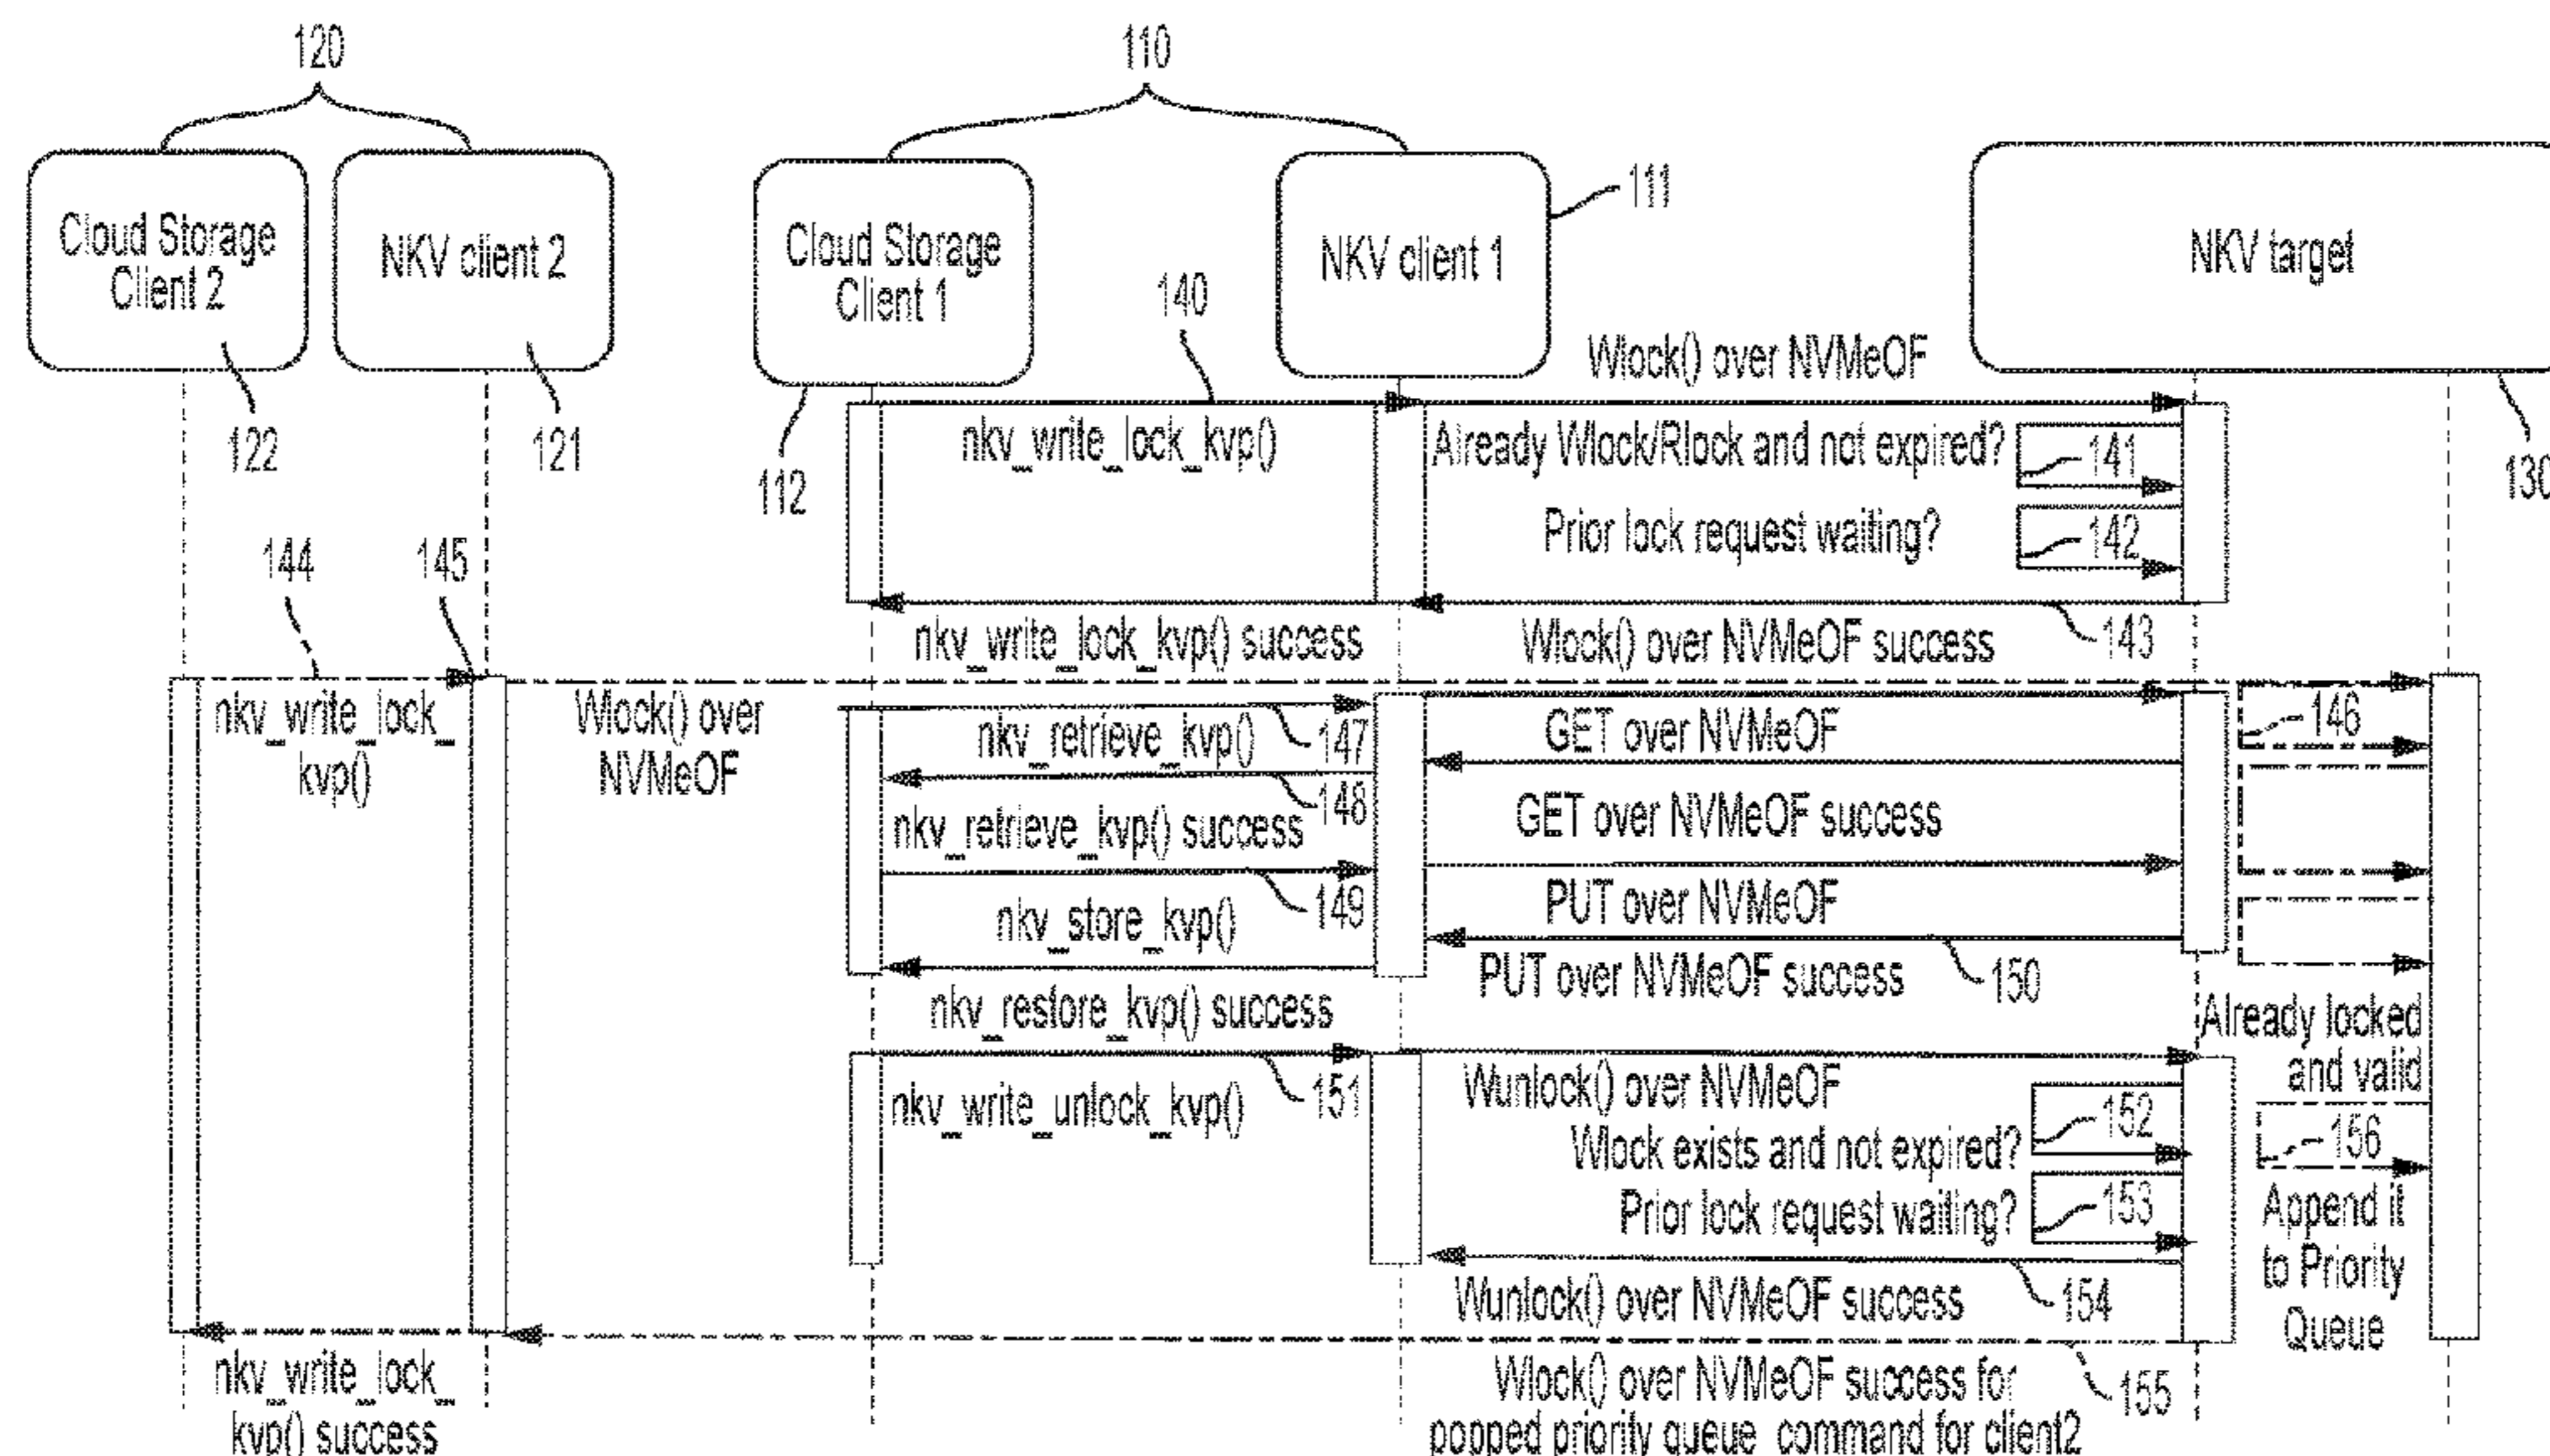 120
110
Cloud Storage
Client 2
NKV client 2
Cloud Storage
Client 1
NKV client 1
111
NKV target
140
Wlock() over NVMeOF
122
121
112
nkv_write_lock_kvp()
Already Wlock/Rlock and not expired?
141
130
Prior lock request waiting?
142
144
145
nkv_write_lock_kvp() success
Wlock() over NVMeOF success
143
nkv_write_lock_
kvp()
Wlock() over
NVMeOF
nkv_retrieve_kvp()
147
GET over NVMeOF
146
148
nkv_retrieve_kvp() success
GET over NVMeOF success
149
nkv_store_kvp()
PUT over NVMeOF
PUT over NVMeOF success
150
nkv_restore_kvp() success
Already locked
and valid
151
nkv_write_unlock_kvp()
Wunlock() over NVMeOF
152
Wlock exists and not expired?
156
Prior lock request waiting?
153
Append it
to Priority
Queue
Wunlock() over NVMeOF success
154
nkv_write_lock_
kvp() success
Wlock() over NVMeOF success for
popped priority queue command for client2
155